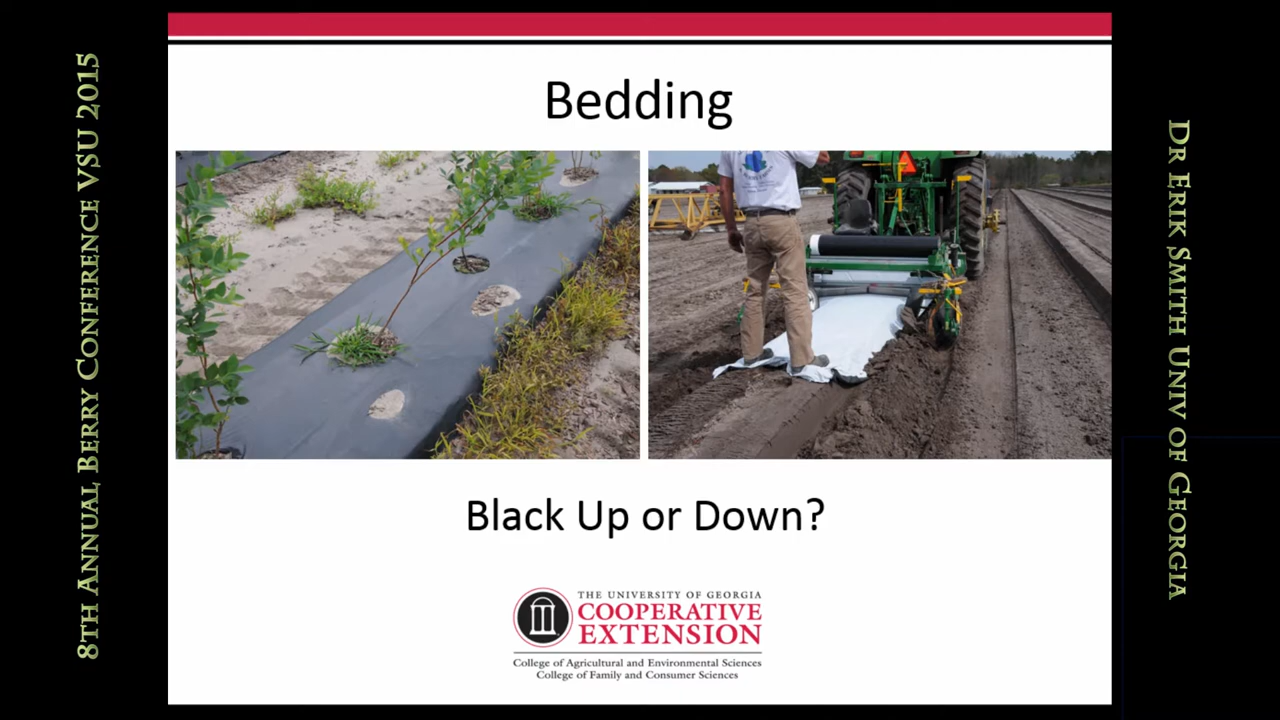 8th Annual Berry Conference VSU 2015
Bedding
Black Up or Down?
THE UNIVERSITY OF GEORGIA
COOPERATIVE
EXTENSION
College of Agricultural and Environmental Sciences
College of Family and Consumer Sciences
Dr Erik Smith Univ of Georgia